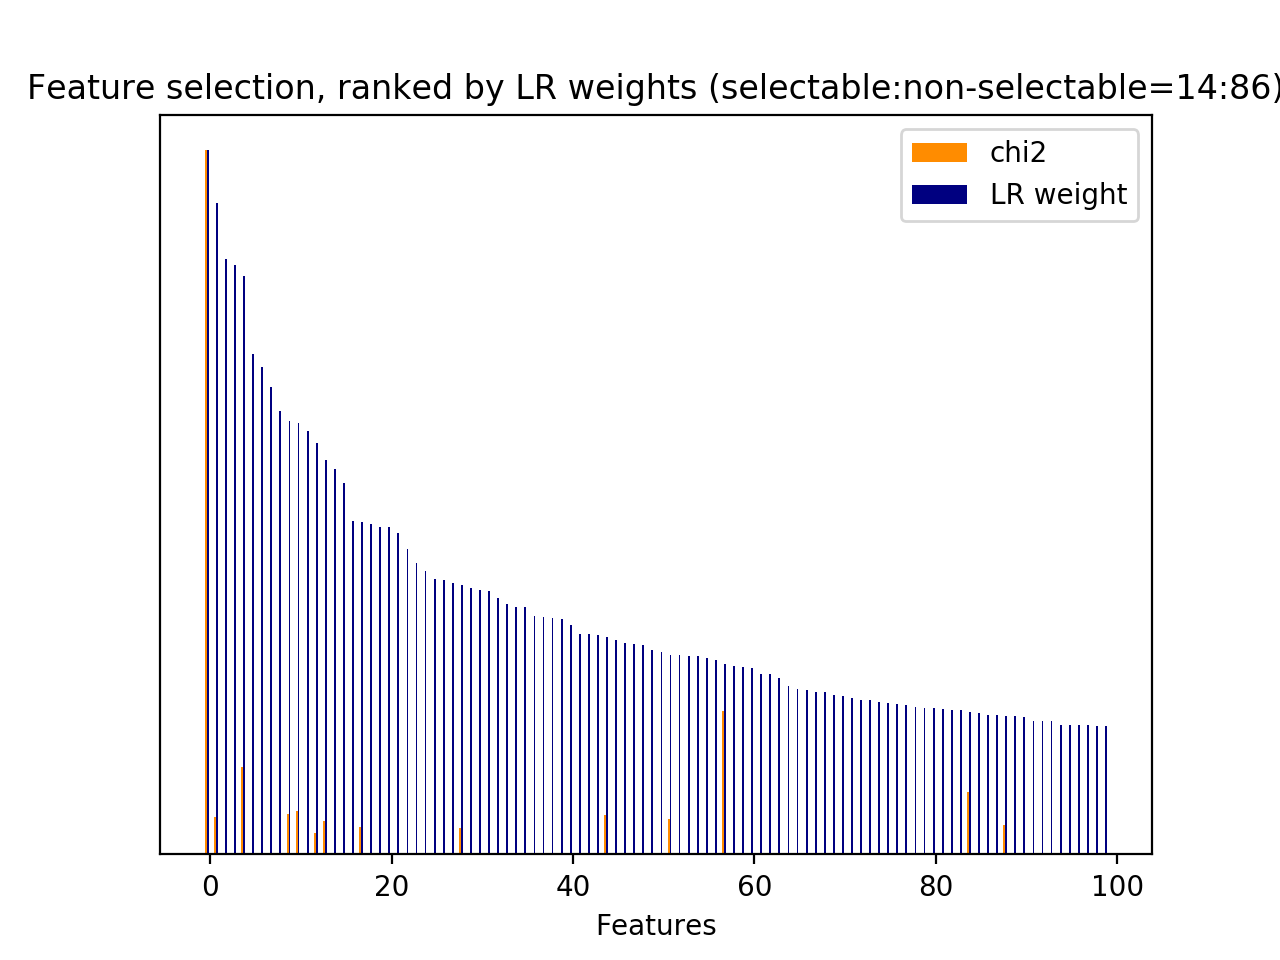 Feature selection, ranked by LR weights (selectable:non-selectable=14:86)
chi2
LR weight
0 20 40 60 80 100
Features